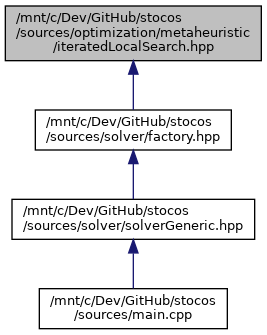 /mnt/c/Dev/GitHub/stocos
/sources/optimization/metaheuristic
/iteratedLocalSearch.hpp
/mnt/c/Dev/GitHub/stocos
/sources/solver/factory.hpp
/mnt/c/Dev/GitHub/stocos
/sources/solver/solverGeneric.hpp
/mnt/c/Dev/GitHub/stocos
/sources/main.cpp